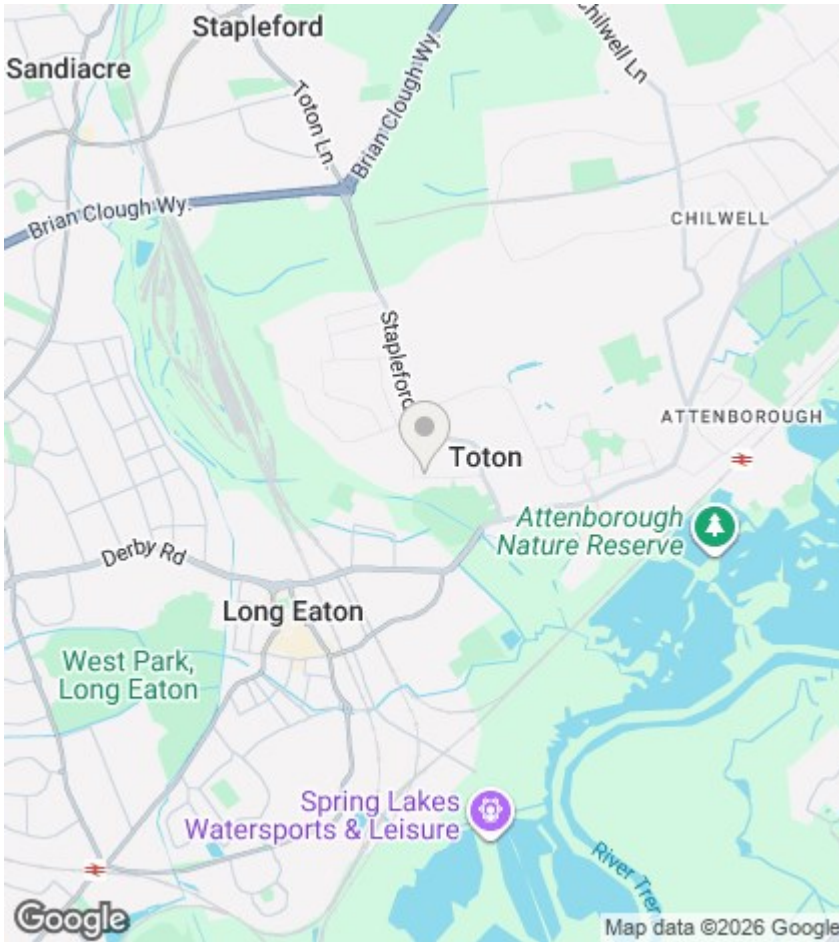 Stapleford
Sandiacre
Toton Ln.
Brian Clough Wy
Chilwell Ln
Brian Clough Wy.
CHILWELL
Stapleford
ATTENBOROUGH
Toton
Attenborough
Nature Reserve
Derby Rd
Long Eaton
West Park,
Long Eaton
Spring Lakes
Watersports & Leisure
River Tren
Google
Map data ©2026 Google